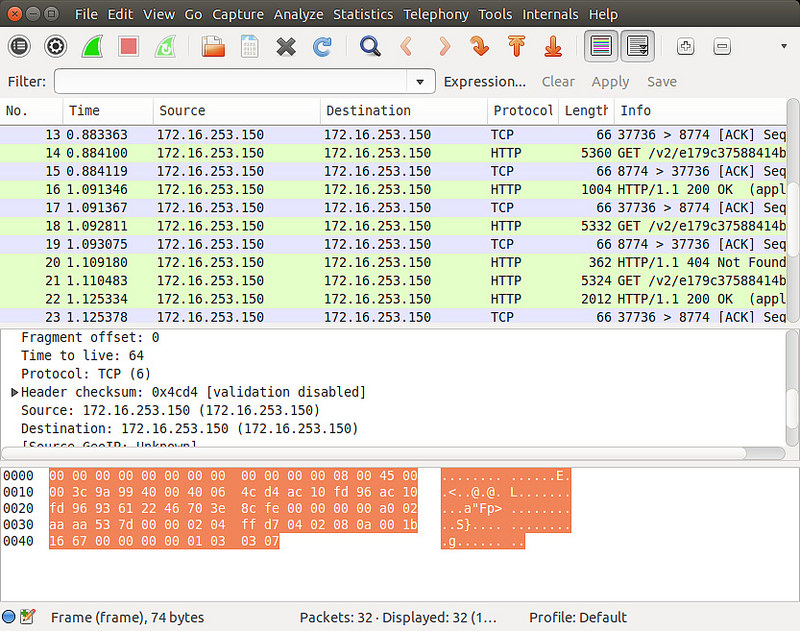 File Edit View Go Capture Analyze Statistics Telephony Tools Internals Help
Filter: Expression... Clear Apply Save
No. Time Source Destination Protocol Length Info
13 0.883363 172.16.253.150 172.16.253.150 TCP 66 37736 > 8774 [ACK] Seq
14 0.884100 172.16.253.150 172.16.253.150 HTTP 5360 GET /v2/e179c37588414b
15 0.884119 172.16.253.150 172.16.253.150 TCP 66 8774 > 37736 [ACK] Seq
16 1.091346 172.16.253.150 172.16.253.150 HTTP 1004 HTTP/1.1 200 OK (appl
17 1.091367 172.16.253.150 172.16.253.150 TCP 66 37736 > 8774 [ACK] Seq
18 1.092811 172.16.253.150 172.16.253.150 HTTP 5332 GET /v2/e179c37588414b
19 1.093075 172.16.253.150 172.16.253.150 TCP 66 8774 > 37736 [ACK] Seq
20 1.109180 172.16.253.150 172.16.253.150 HTTP 362 HTTP/1.1 404 Not Found
21 1.110483 172.16.253.150 172.16.253.150 HTTP 5324 GET /v2/e179c37588414b
22 1.125334 172.16.253.150 172.16.253.150 HTTP 2012 HTTP/1.1 200 OK (appl
23 1.125378 172.16.253.150 172.16.253.150 TCP 66 37736 > 8774 [ACK] Seq
Fragment offset: 0
Time to live: 64
Protocol: TCP (6)
Header checksum: 0x4cd4 [validation disabled]
Source: 172.16.253.150 (172.16.253.150)
Destination: 172.16.253.150 (172.16.253.150)
[Source GeoIP: Unknown]
0000 00 00 00 00 00 00 00 00 00 00 00 00 08 00 45 00 ........ ......E.
0010 00 3c 9a 99 40 00 40 06 4c d4 ac 10 fd 96 ac 10 .<..@.@. L.......
0020 fd 96 93 61 22 46 70 3e 8c fe 00 00 00 00 a0 02 ...a"Fp> ........
0030 aa aa 53 7d 00 00 02 04 ff d7 04 02 08 0a 00 1b ..S}.... ........
0040 16 67 00 00 00 00 01 03 03 07 .g...... ..
Frame (frame), 74 bytes Packets: 32 · Displayed: 32 (1... Profile: Default